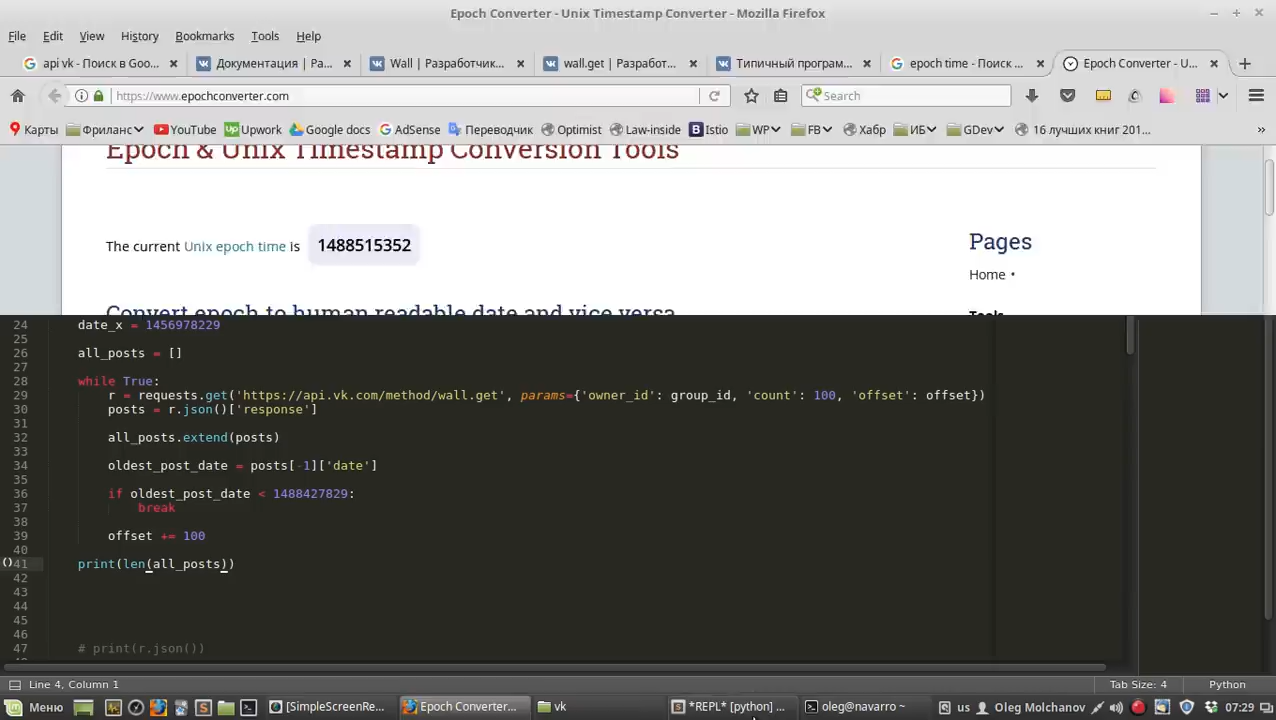 Epoch Converter - Unix Timestamp Converter - Mozilla Firefox
File Edit View History Bookmarks Tools Help
api vk - Поиск в Goo... Документация | Ра... Wall | Разработчик... wall.get | Разработ... Типичный програм... epoch time - Поиск ... Epoch Converter - U...
https://www.epochconverter.com Search
Карты Фриланс YouTube Upwork Google docs AdSense Переводчик Optimist Law-inside Istio WP FB Хабр ИБ GDev 16 лучших книг 201... »
Epoch & Unix Timestamp Conversion Tools
The current Unix epoch time is 1488515352
Pages
Home •
Convert epoch to human readable date and vice versa
Tools
24 date_x = 1456978229
25
26 all_posts = []
27
28 while True:
29 r = requests.get('https://api.vk.com/method/wall.get', params={'owner_id': group_id, 'count': 100, 'offset': offset})
30 posts = r.json()['response']
31
32 all_posts.extend(posts)
33
34 oldest_post_date = posts[-1]['date']
35
36 if oldest_post_date < 1488427829:
37 break
38
39 offset += 100
40
41 print(len(all_posts))
42
43
44
45
46
47 # print(r.json())
Line 4, Column 1 Tab Size: 4 Python
Меню [SimpleScreenRe... Epoch Converter -... vk *REPL* [python] ... oleg@navarro ~ us Oleg Molchanov 07:29